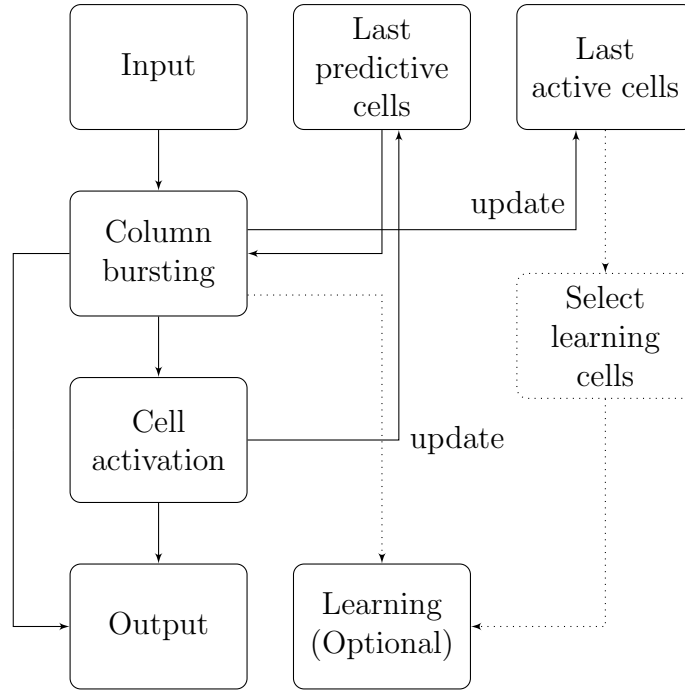 Input
Last
predictive
cells
Last
active cells
update
Column
bursting
Select
learning
cells
Cell
activation
update
Output
Learning
(Optional)